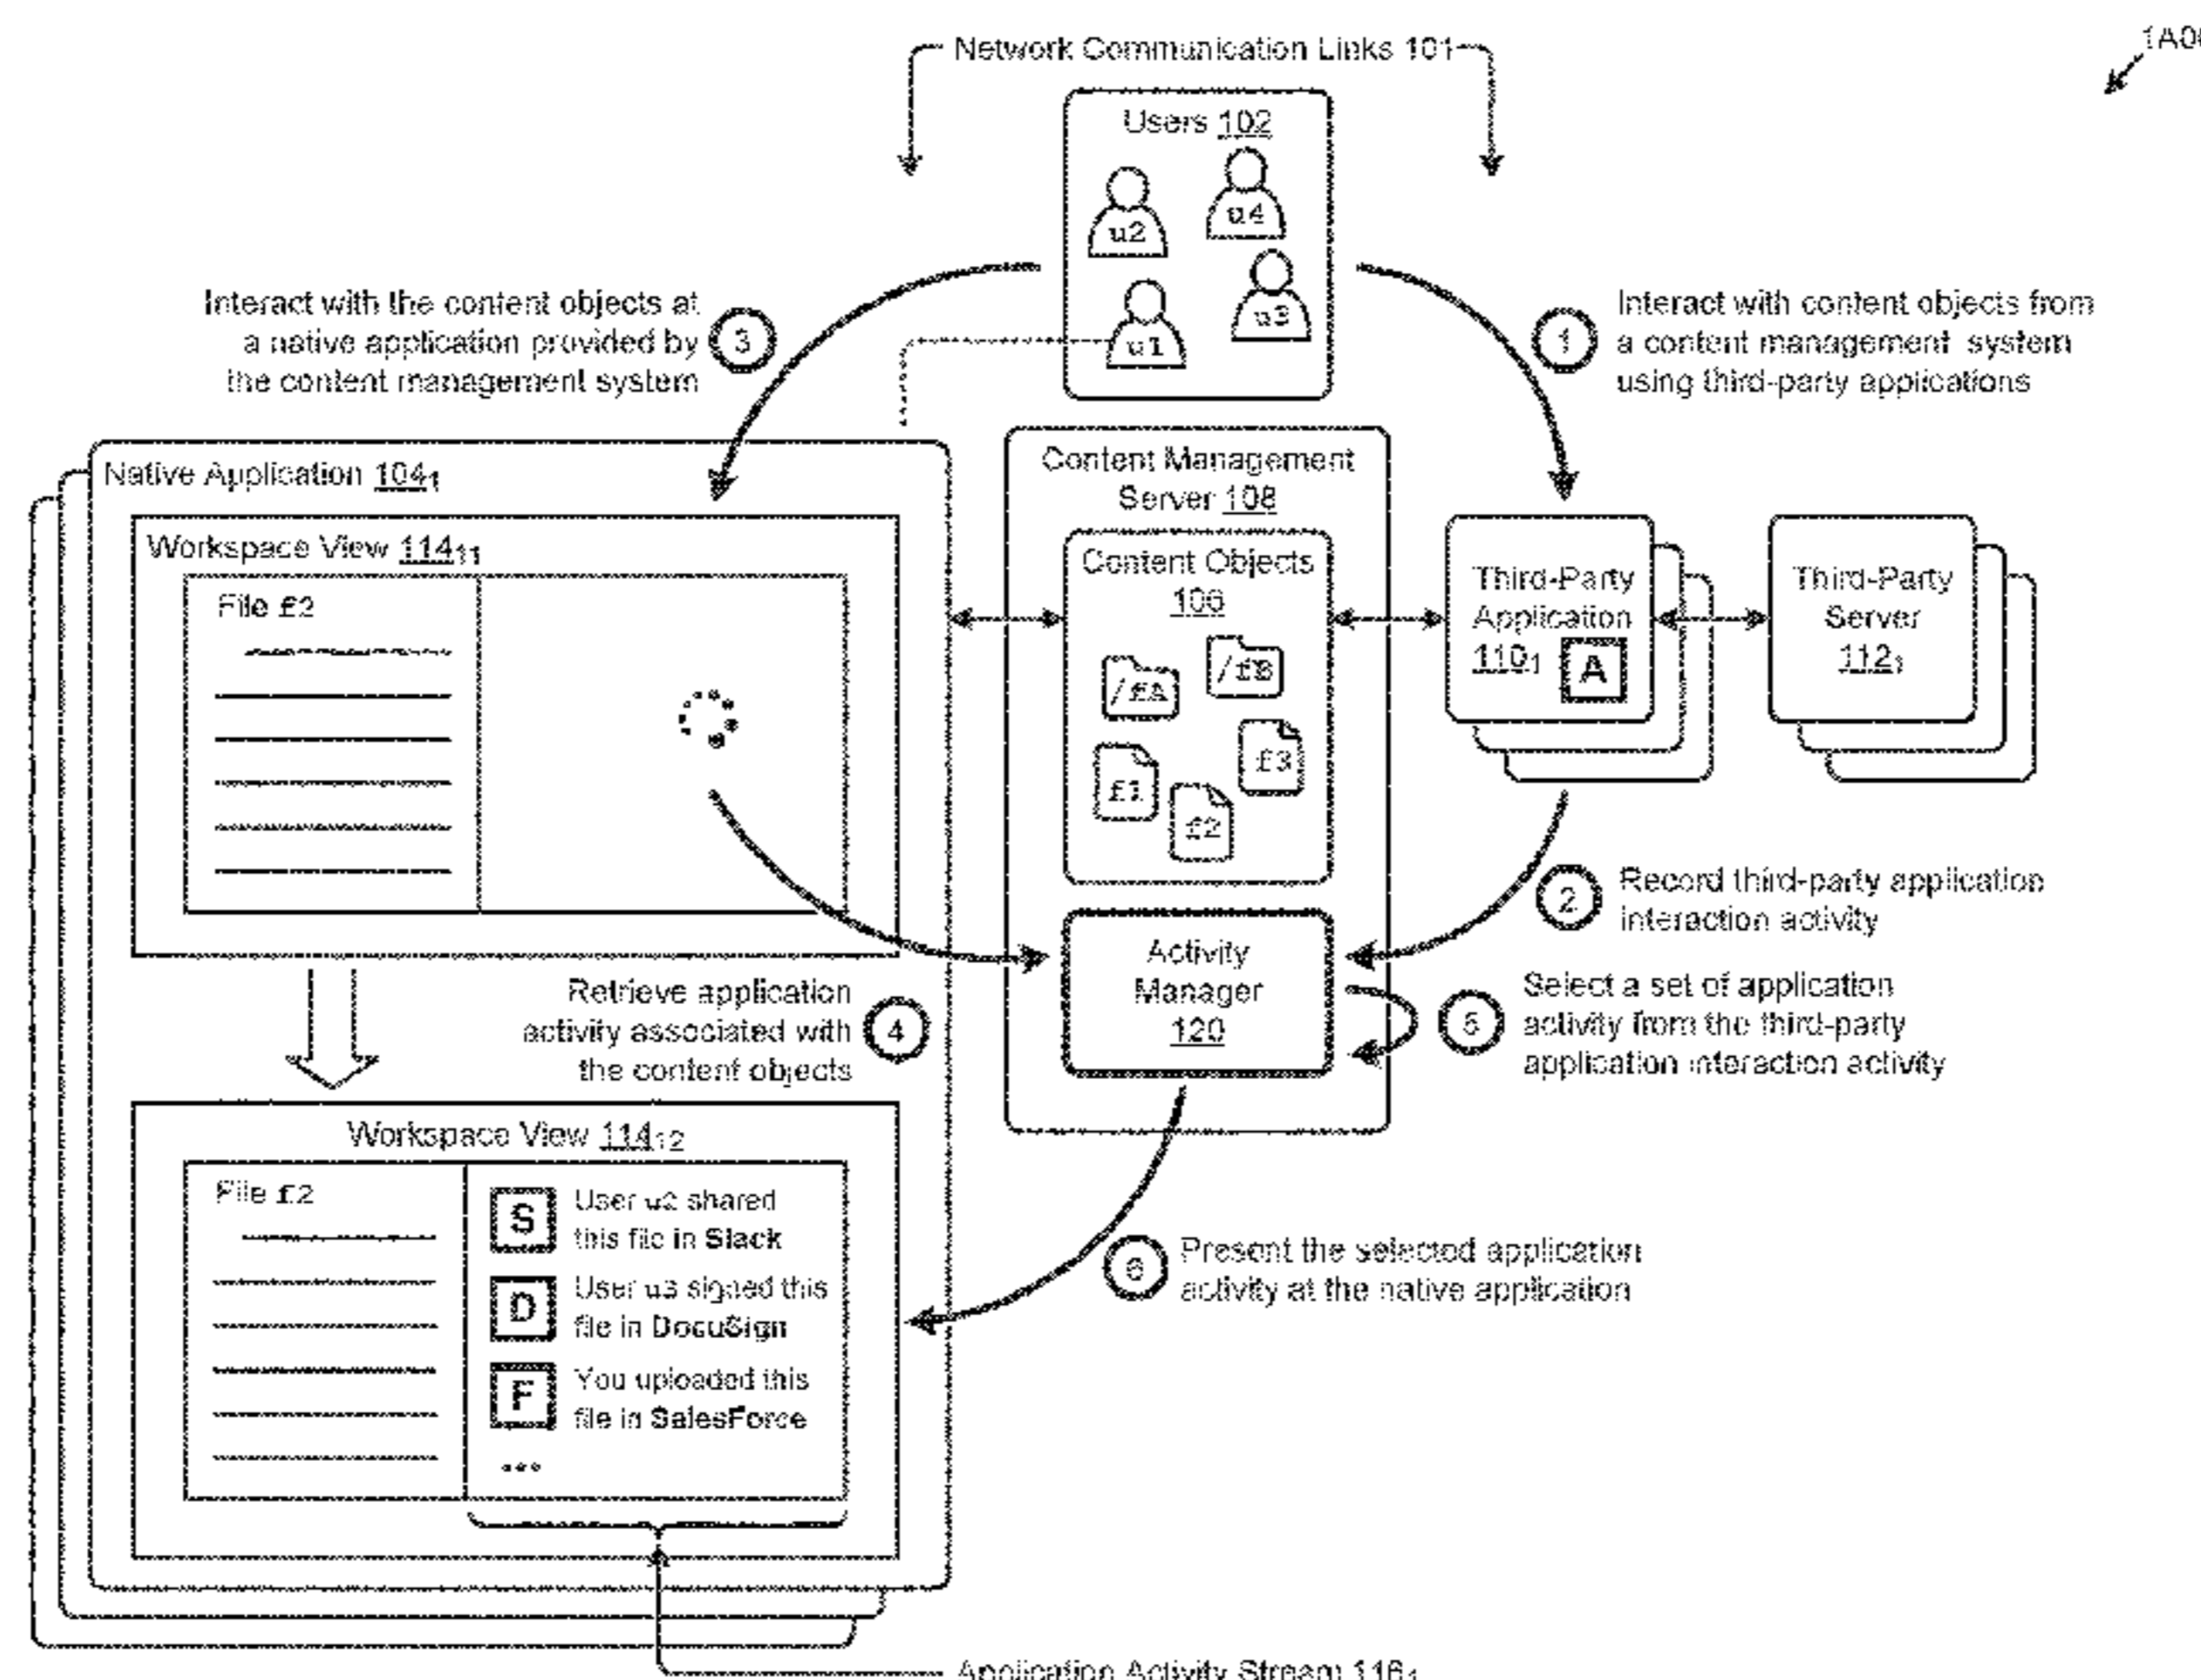 1A00
Network Communication Links 101
Users 102
u2
u4
u1
u3
Interact with the content objects at
a native application provided by
the content management system
3
1
Interact with content objects from
a content management system
using third-party applications
Native Application 104₁
Workspace View 114₁₁
File f2
Content Management
Server 108
Content Objects
106
/fA
/fB
f1
f2
f3
Third-Party
Application
110₁
A
Third-Party
Server
112₁
2
Record third-party application
interaction activity
Activity
Manager
120
Retrieve application
activity associated with
the content objects
4
5
Select a set of application
activity from the third-party
application interaction activity
Workspace View 114₁₂
File f2
S
User u2 shared
this file in Slack
D
User u3 signed this
file in DocuSign
F
You uploaded this
file in SalesForce
...
6
Present the selected application
activity at the native application
Application Activity Stream 116₁